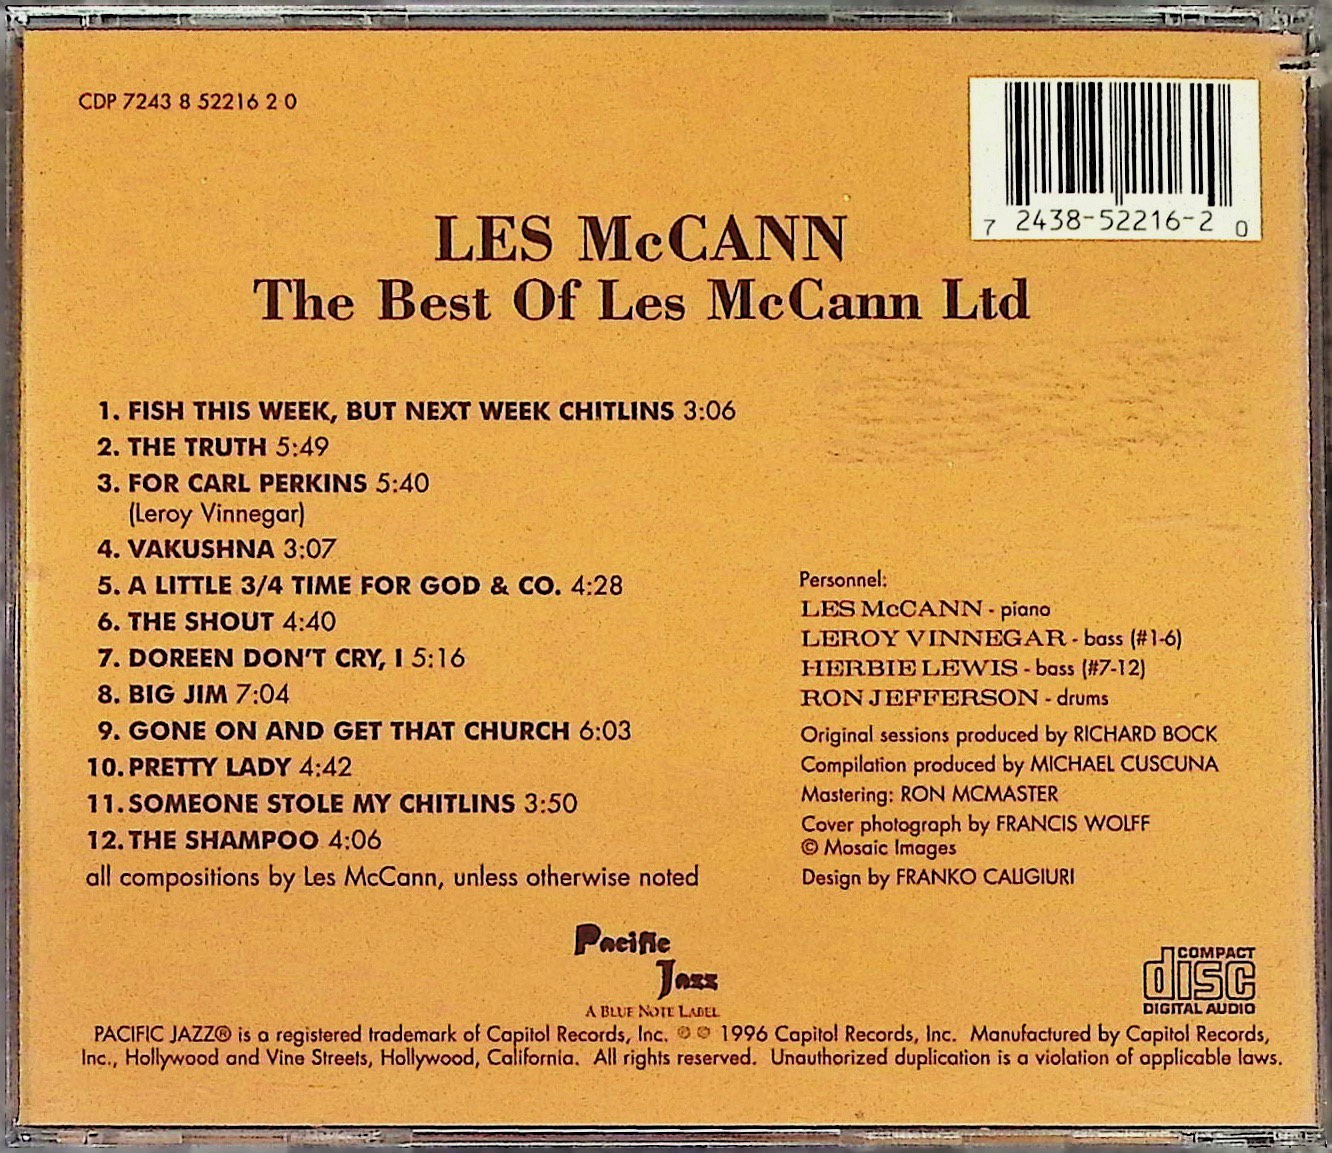 CDP 7243 8 52216 2 0
7 2438-52216-2 0
LES McCANN
The Best Of Les McCann Ltd
1. FISH THIS WEEK, BUT NEXT WEEK CHITLINS 3:06
2. THE TRUTH 5:49
3. FOR CARL PERKINS 5:40
(Leroy Vinnegar)
4. VAKUSHNA 3:07
5. A LITTLE 3/4 TIME FOR GOD & CO. 4:28
6. THE SHOUT 4:40
7. DOREEN DON'T CRY, I 5:16
8. BIG JIM 7:04
9. GONE ON AND GET THAT CHURCH 6:03
10. PRETTY LADY 4:42
11. SOMEONE STOLE MY CHITLINS 3:50
12. THE SHAMPOO 4:06
all compositions by Les McCann, unless otherwise noted
Personnel:
LES McCANN - piano
LEROY VINNEGAR - bass (#1-6)
HERBIE LEWIS - bass (#7-12)
RON JEFFERSON - drums
Original sessions produced by RICHARD BOCK
Compilation produced by MICHAEL CUSCUNA
Mastering: RON MCMASTER
Cover photograph by FRANCIS WOLFF
© Mosaic Images
Design by FRANKO CALIGIURI
Pacific
Jazz
A BLUE NOTE LABEL
COMPACT
disc
DIGITAL AUDIO
PACIFIC JAZZ® is a registered trademark of Capitol Records, Inc. ℗ © 1996 Capitol Records, Inc. Manufactured by Capitol Records,
Inc., Hollywood and Vine Streets, Hollywood, California. All rights reserved. Unauthorized duplication is a violation of applicable laws.